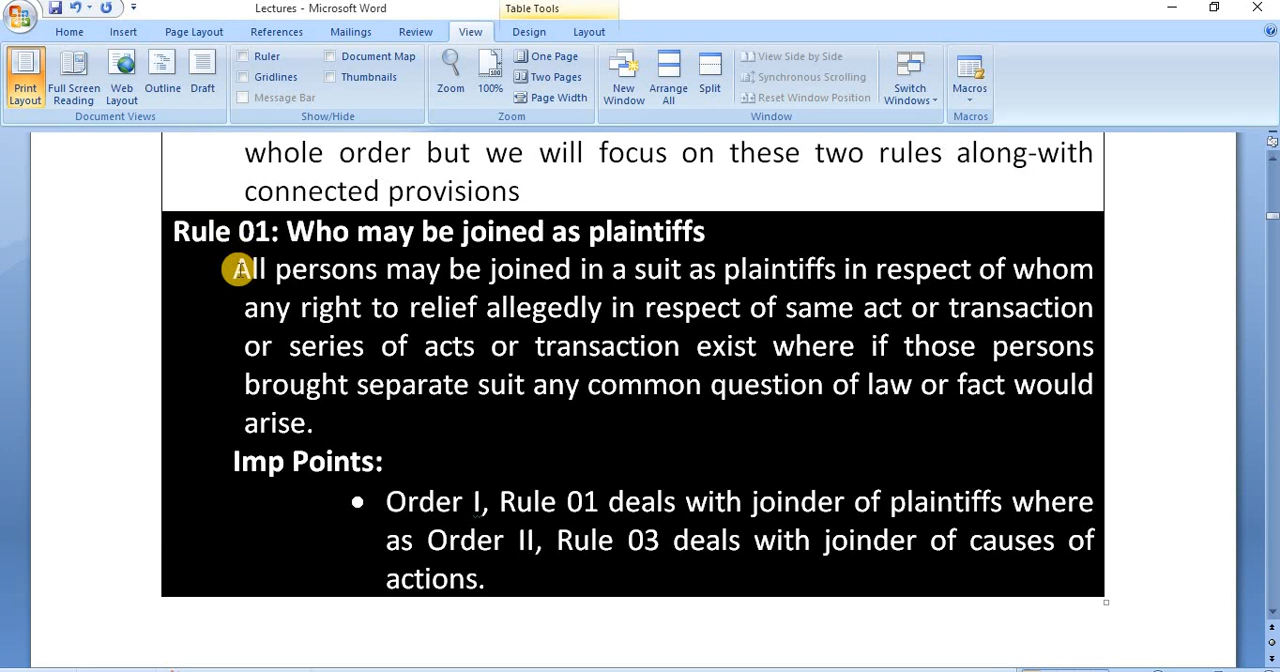 Lectures - Microsoft Word
Table Tools
Home Insert Page Layout References Mailings Review View Design Layout
Ruler Document Map
View Side by Side
One Page
Gridlines Thumbnails
Two Pages
Synchronous Scrolling
Message Bar
Page Width
Reset Window Position
Print Layout
Full Screen Reading
Web Layout
Outline
Draft
Zoom
100%
New Window
Arrange All
Split
Switch Windows
Macros
Document Views Show/Hide Zoom Window Macros
whole order but we will focus on these two rules along-with
connected provisions
Rule 01: Who may be joined as plaintiffs
All persons may be joined in a suit as plaintiffs in respect of whom
any right to relief allegedly in respect of same act or transaction
or series of acts or transaction exist where if those persons
brought separate suit any common question of law or fact would
arise.
Imp Points:
• Order I, Rule 01 deals with joinder of plaintiffs where
as Order II, Rule 03 deals with joinder of causes of
actions.